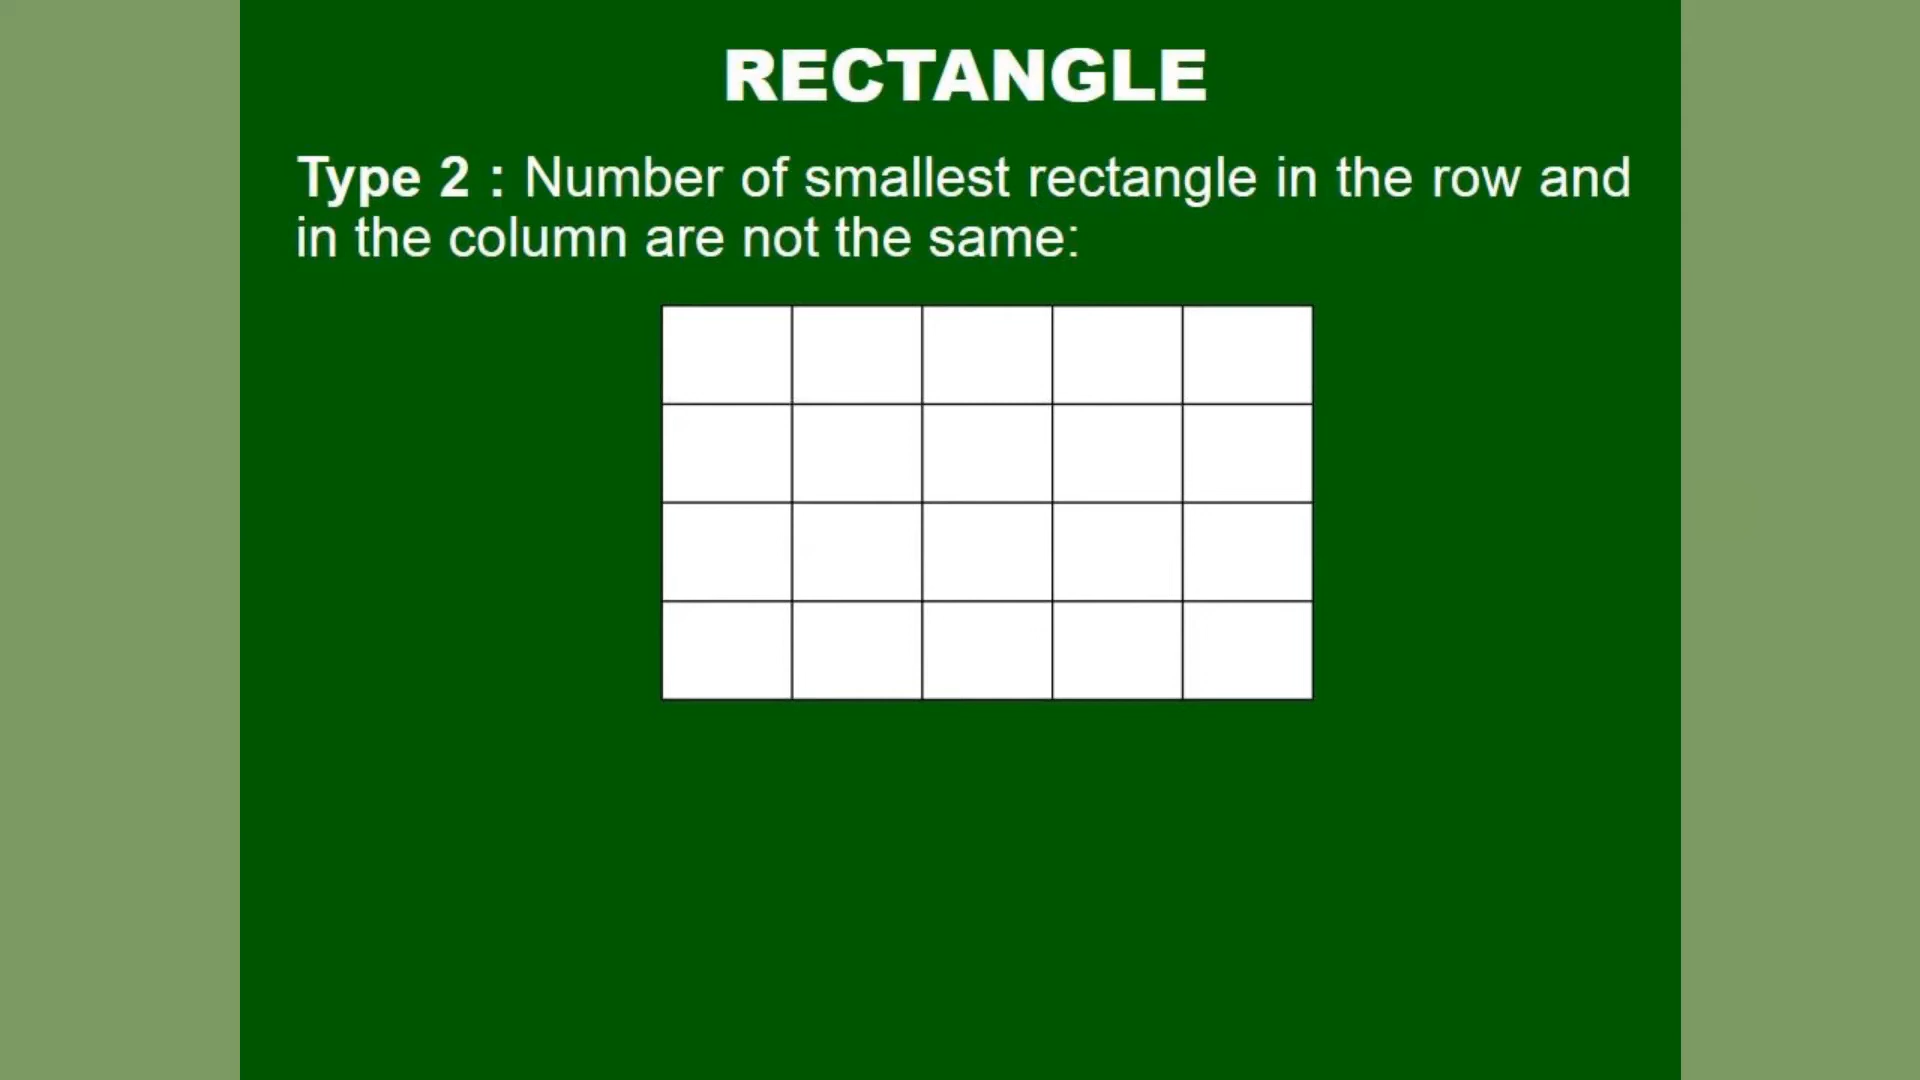 RECTANGLE
Type 2 : Number of smallest rectangle in the row and
in the column are not the same: